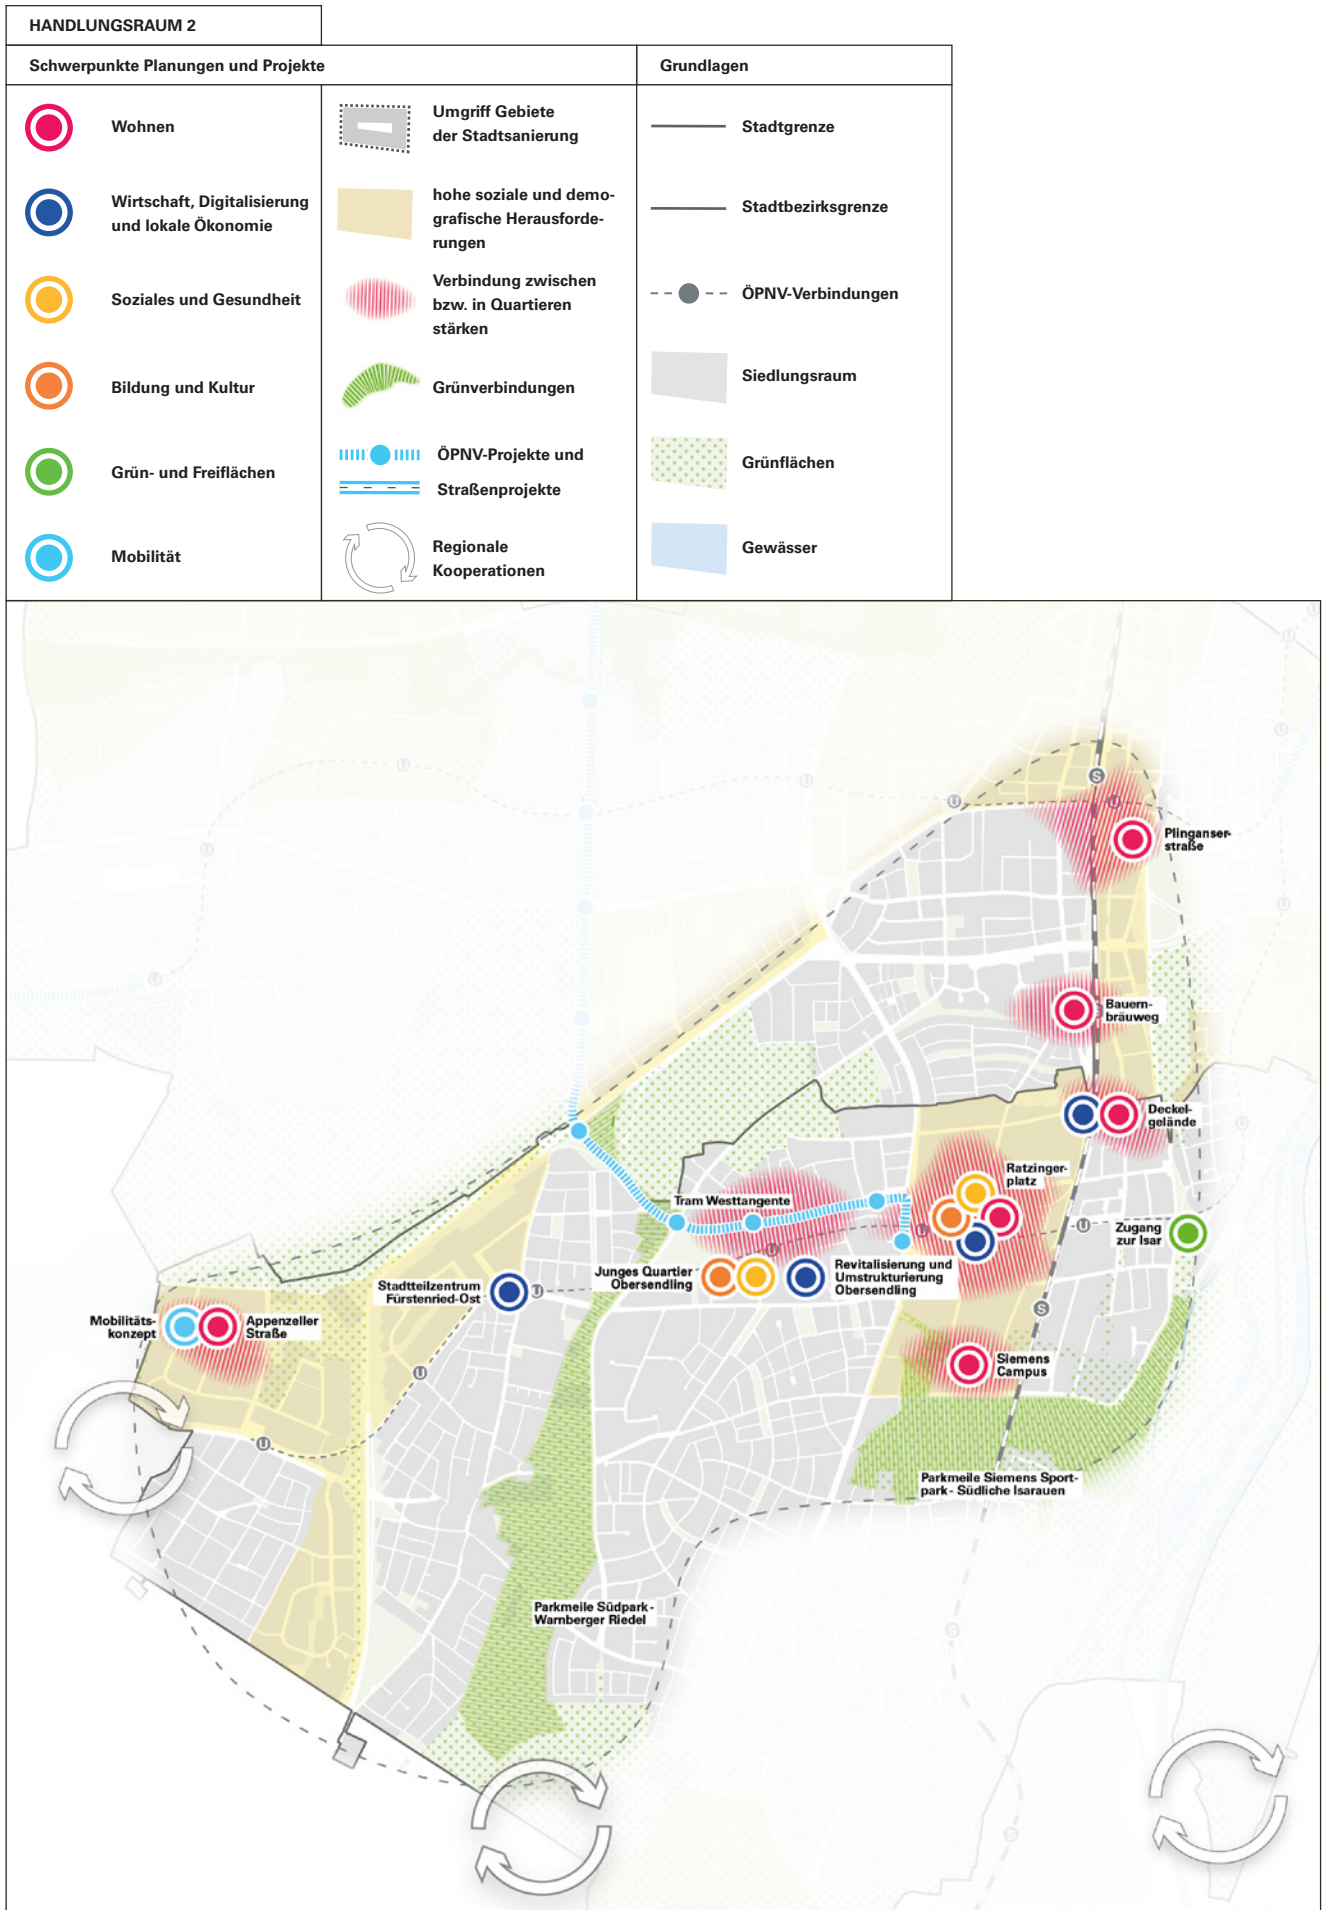 HANDLUNGSRAUM 2
Schwerpunkte Planungen und Projekte
Grundlagen
Wohnen
Wirtschaft, Digitalisierung
und lokale Ökonomie
Soziales und Gesundheit
Bildung und Kultur
Grün- und Freiflächen
Mobilität
Umgriff Gebiete
der Stadtsanierung
hohe soziale und demo-
grafische Herausforde-
rungen
Verbindung zwischen
bzw. in Quartieren
stärken
Grünverbindungen
ÖPNV-Projekte und
Straßenprojekte
Regionale
Kooperationen
Stadtgrenze
Stadtbezirksgrenze
ÖPNV-Verbindungen
Siedlungsraum
Grünflächen
Gewässer
U
U
U
U
S
U
U
U
U
U
U
Plinganser-
straße
Bauern-
bräuweg
S
Deckel-
gelände
U
Ratzinger-
platz
Tram Westtangente
U
U
U
Zugang
zur Isar
Junges Quartier
Obersendling
Revitalisierung und
Umstrukturierung
Obersendling
Stadtteilzentrum
Fürstenried-Ost
U
S
Mobilitäts-
konzept
Appenzeller
Straße
Siemens
Campus
U
U
Parkmeile Siemens Sport-
park - Südliche Isarauen
Parkmeile Südpark -
Warnberger Riedel
S
S